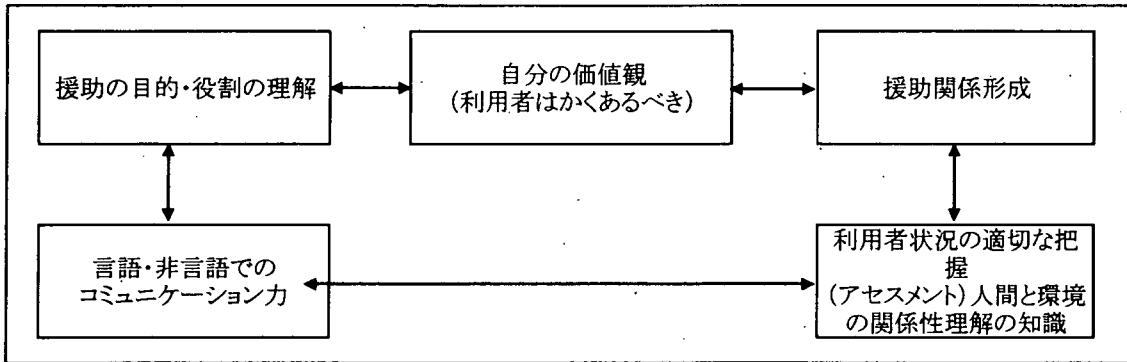 援助の目的・役割の理解
自分の価値観
(利用者はかくあるべき)
援助関係形成
言語・非言語での
コミュニケーション力
利用者状況の適切な把
握
(アセスメント)人間と環境
の関係性理解の知識